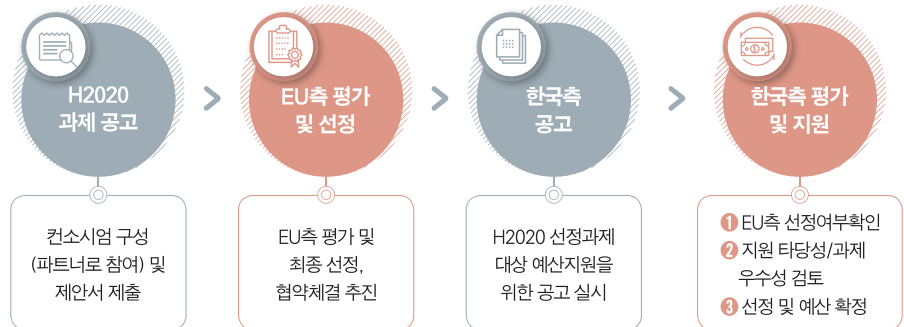 H2020
과제 공고
EU측 평가
및 선정
한국측
공고
한국측 평가
및 지원
컨소시엄 구성
(파트너로 참여) 및
제안서 제출
EU측 평가 및
최종 선정,
협약체결 추진
H2020 선정과제
대상 예산지원을
위한 공고 실시
❶ EU측 선정여부확인
❷ 지원 타당성/과제
우수성 검토
❸ 선정 및 예산 확정